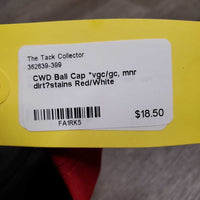 The Tack Collector
362639-399
CWD Ball Cap *vgc/gc, mnr
dirt?stains Red/White
$18.50
FA1RK5